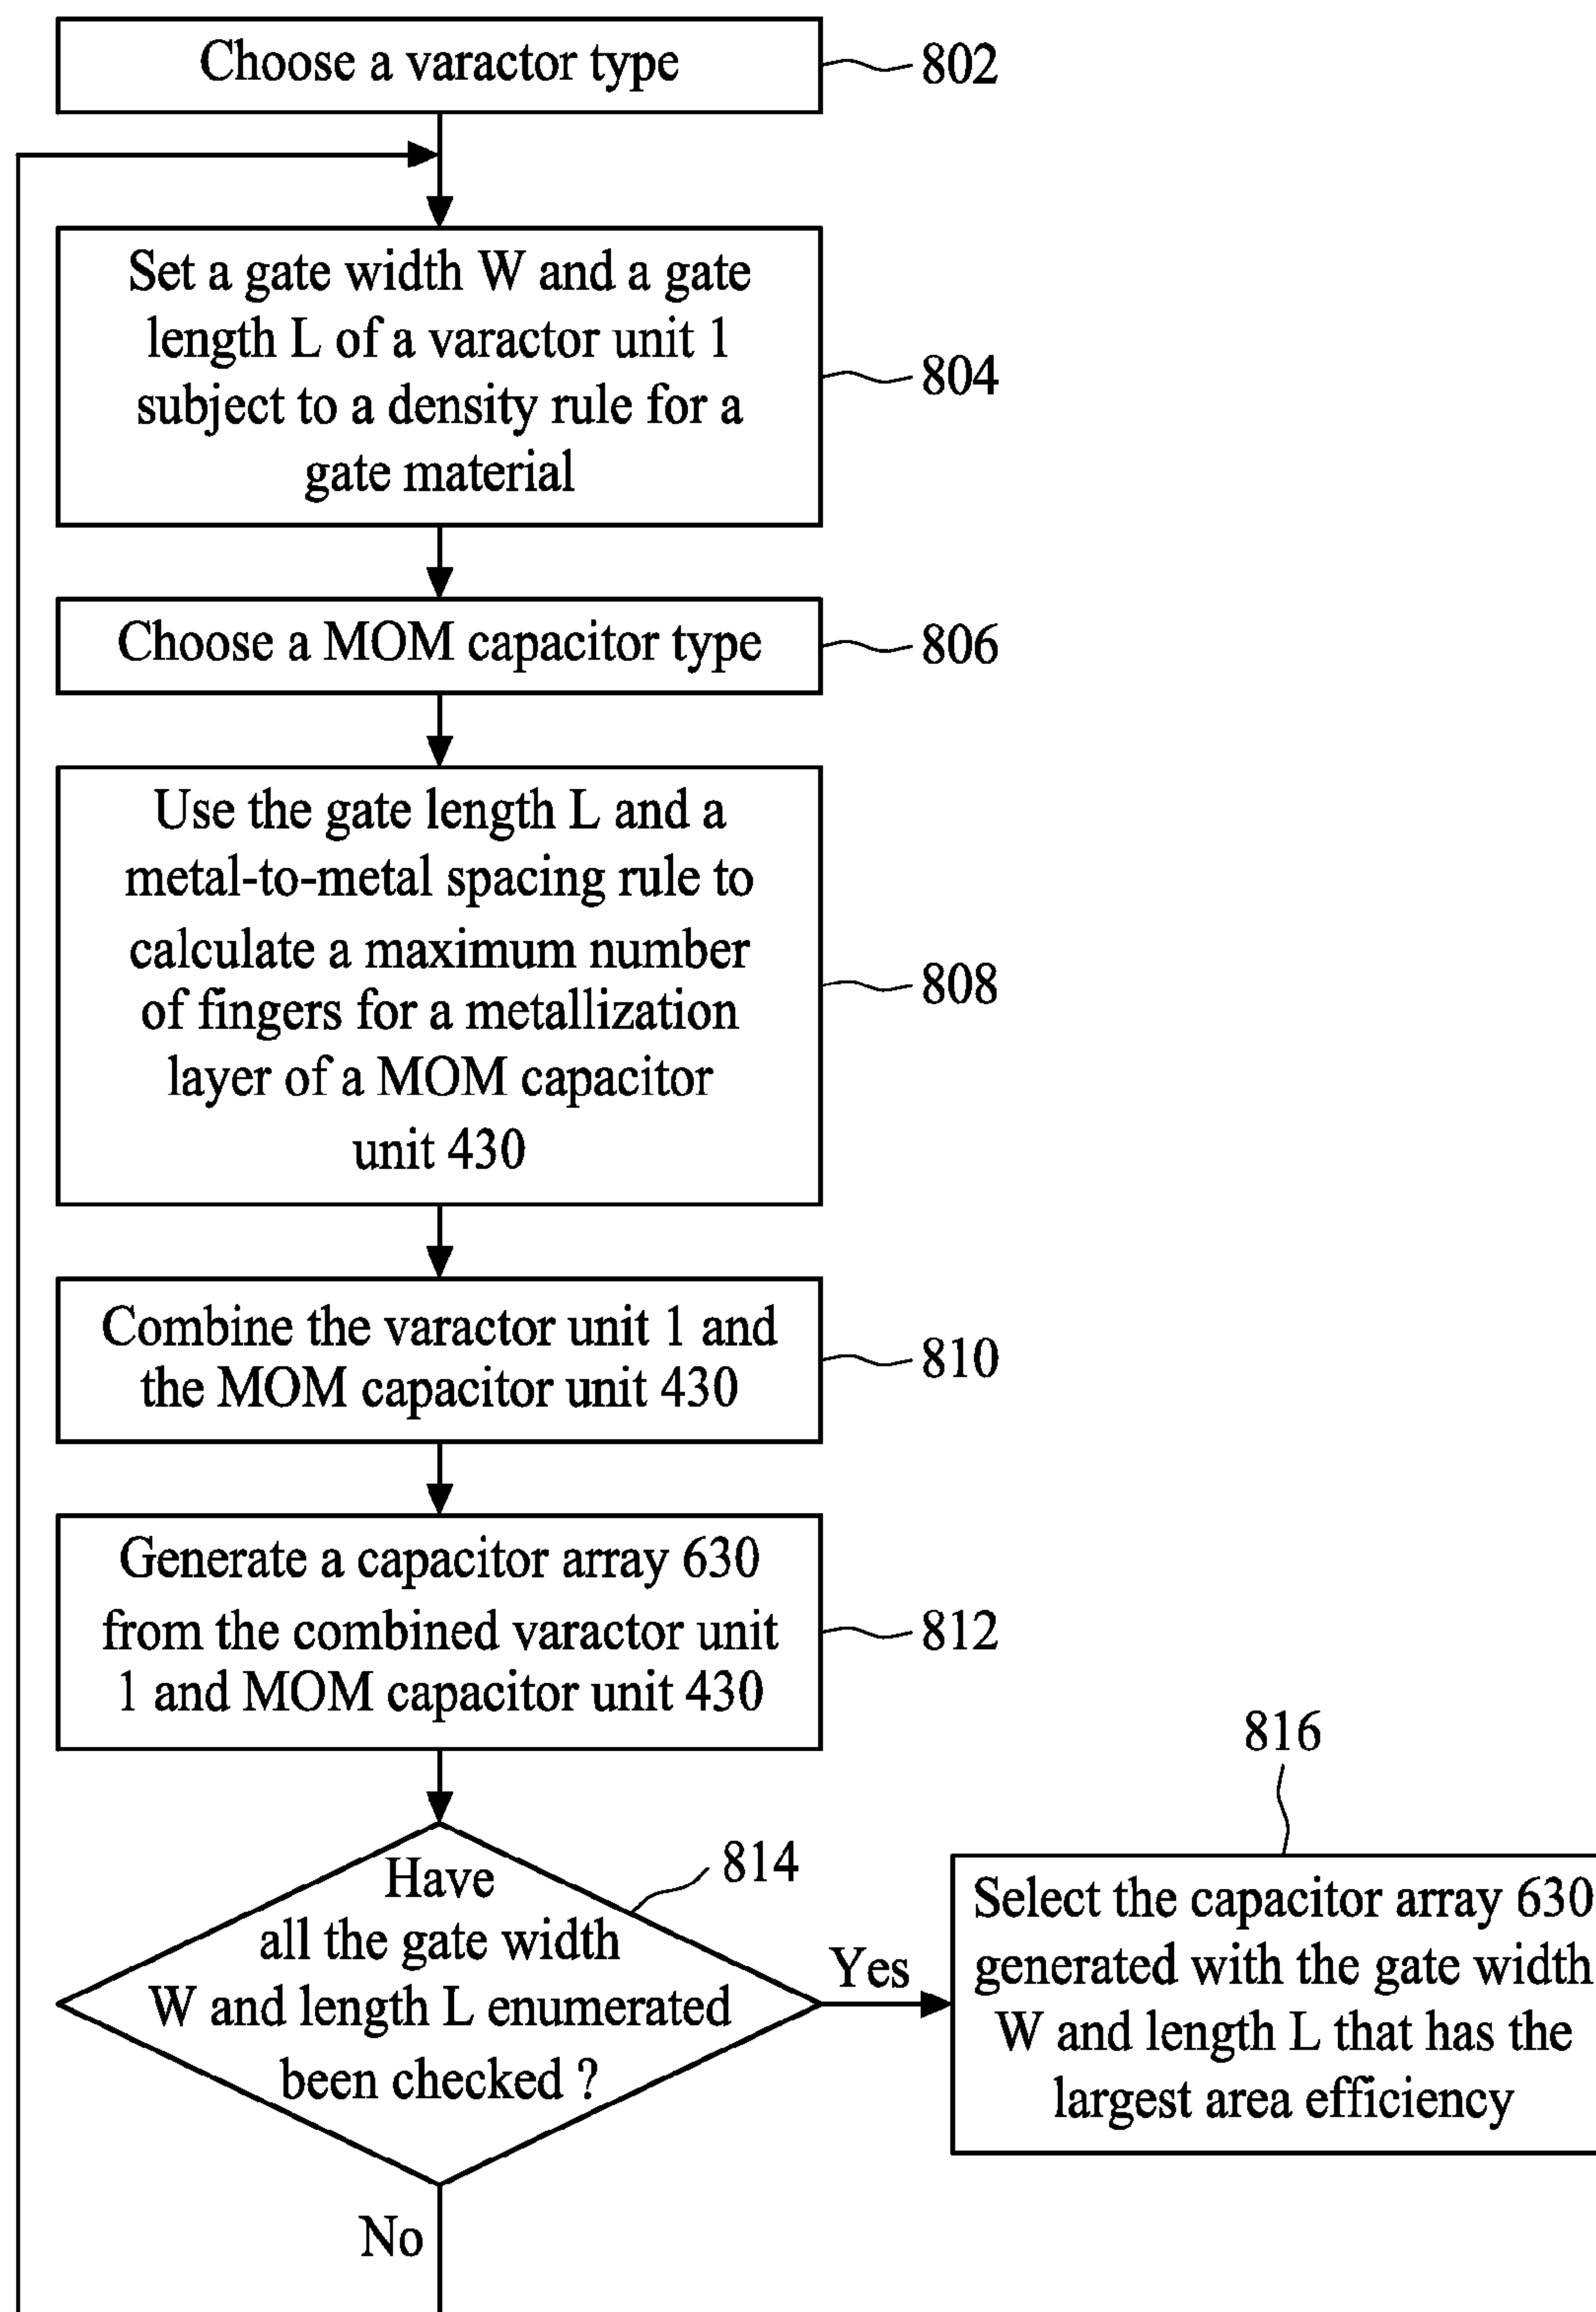 Choose a varactor type
802
Set a gate width W and a gate
length L of a varactor unit 1
subject to a density rule for a
gate material
804
Choose a MOM capacitor type
806
Use the gate length L and a
metal-to-metal spacing rule to
calculate a maximum number
of fingers for a metallization
layer of a MOM capacitor
unit 430
808
Combine the varactor unit 1 and
the MOM capacitor unit 430
810
Generate a capacitor array 630
from the combined varactor unit
1 and MOM capacitor unit 430
812
Have
all the gate width
W and length L enumerated
been checked ?
814
Yes
No
816
Select the capacitor array 630
generated with the gate width
W and length L that has the
largest area efficiency